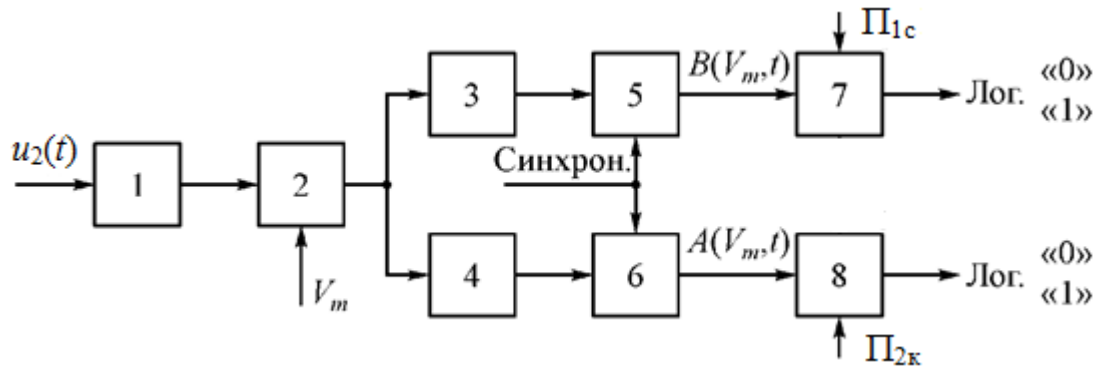 П₁с
B(Vₘ,t)
3
5
7
Лог. «0»
«1»
u₂(t)
1
2
Синхрон.
Vₘ
A(Vₘ,t)
4
6
8
Лог. «0»
«1»
П₂к